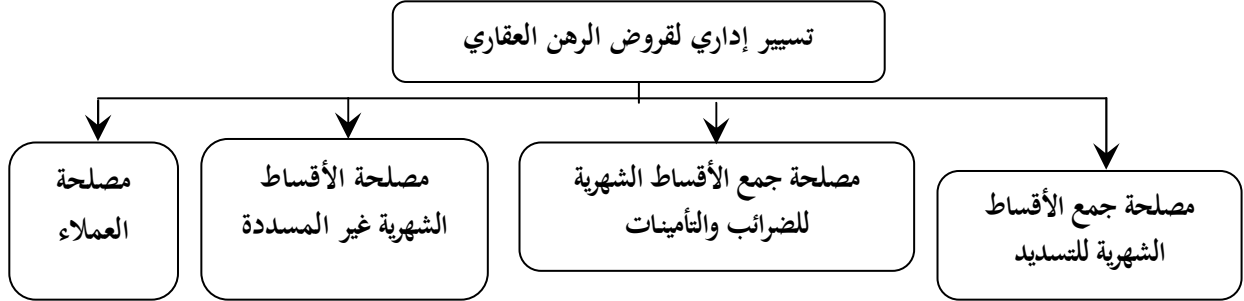 تسيير إداري لقروض الرهن العقاري
مصلحة جمع الأقساط
الشهرية للتسديد
مصلحة جمع الأقساط الشهرية
للضرائب والتأمينات
مصلحة الأقساط
الشهرية غير المسددة
مصلحة
العملاء